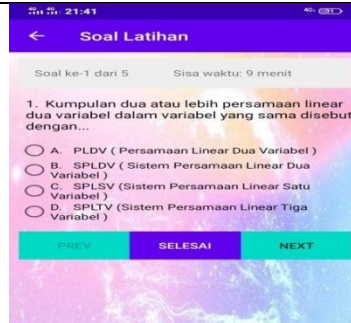 21:41
4G
Soal Latihan
Soal ke-1 dari 5 Sisa waktu: 9 menit
1. Kumpulan dua atau lebih persamaan linear
dua variabel dalam variabel yang sama disebut
dengan...
A. PLDV ( Persamaan Linear Dua Variabel )
B. SPLDV ( Sistem Persamaan Linear Dua
Variabel )
C. SPLSV (Sistem Persamaan Linear Satu
Variabel )
D. SPLTV (Sistem Persamaan Linear Tiga
Variabel )
PREV SELESAI NEXT